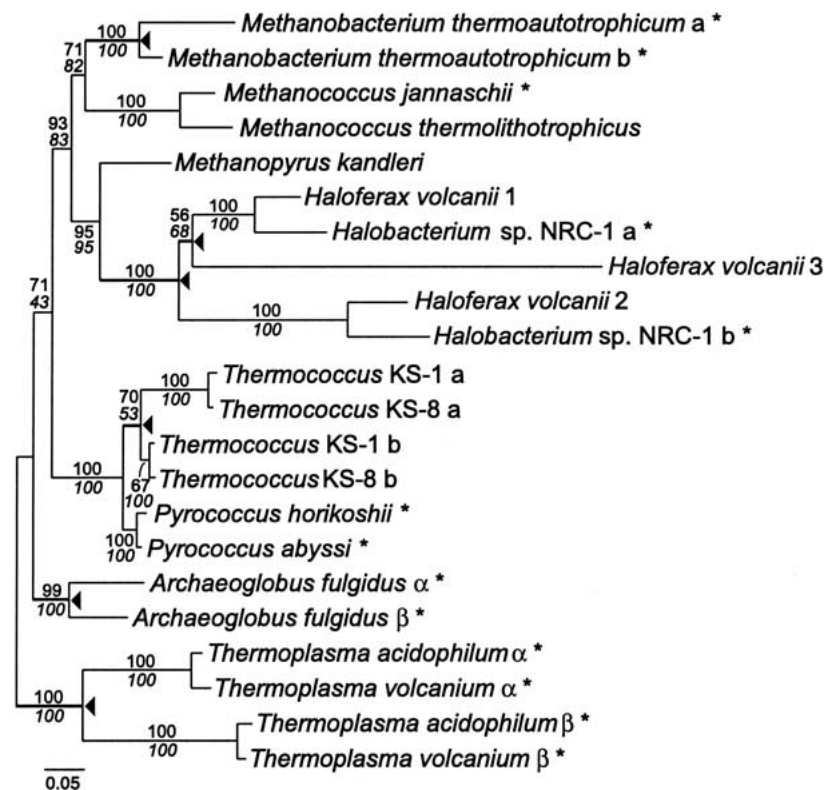 Methanobacterium thermoautotrophicum a *
100
100
Methanobacterium thermoautotrophicum b *
71
82
Methanococcus jannaschii *
100
100
Methanococcus thermolithotrophicus
93
83
Methanopyrus kandleri
Haloferax volcanii 1
100
100
56
68
Halobacterium sp. NRC-1 a *
95
95
Haloferax volcanii 3
100
100
71
43
Haloferax volcanii 2
100
100
Halobacterium sp. NRC-1 b *
Thermococcus KS-1 a
100
100
70
53
Thermococcus KS-8 a
Thermococcus KS-1 b
100
100
Thermococcus KS-8 b
67
100
Pyrococcus horikoshii *
100
100
Pyrococcus abyssi *
Archaeoglobus fulgidus α *
99
100
Archaeoglobus fulgidus β *
Thermoplasma acidophilum α *
100
100
Thermoplasma volcanium α *
100
100
Thermoplasma acidophilum β *
100
100
Thermoplasma volcanium β *
0.05